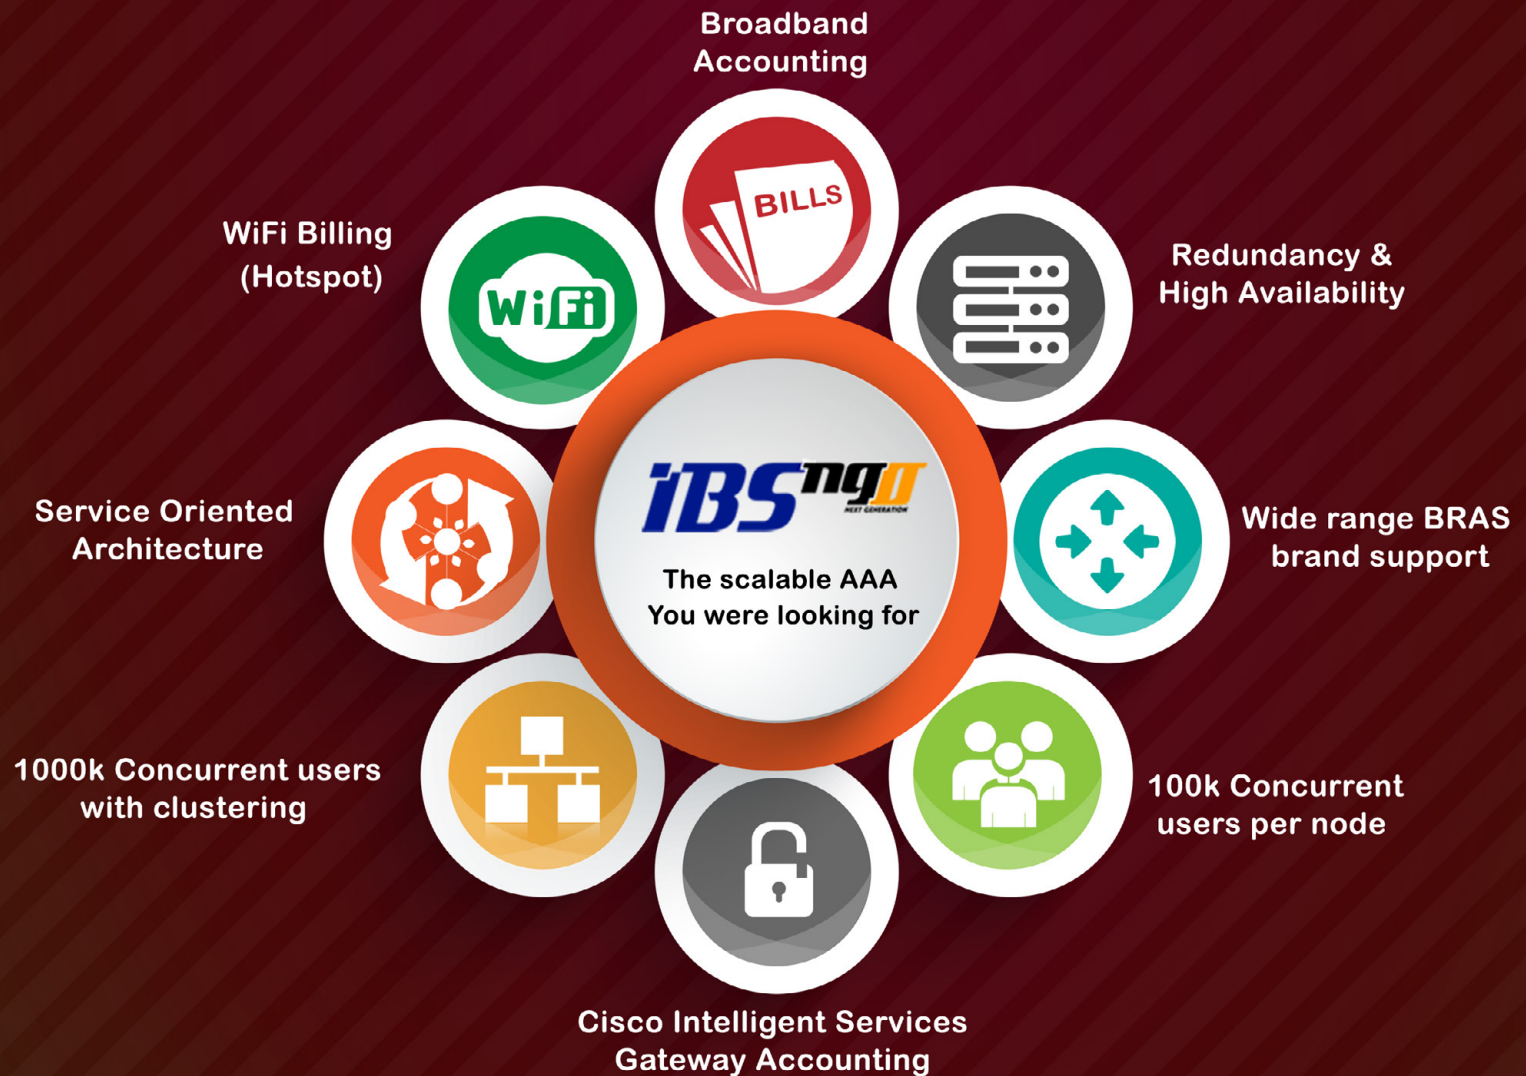 Broadband
Accounting
BILLS
WiFi Billing
(Hotspot)
WiFi
Redundancy &
High Availability
Service Oriented
Architecture
iBSng
NEXT GENERATION
The scalable AAA
You were looking for
Wide range BRAS
brand support
1000k Concurrent users
with clustering
100k Concurrent
users per node
Cisco Intelligent Services
Gateway Accounting